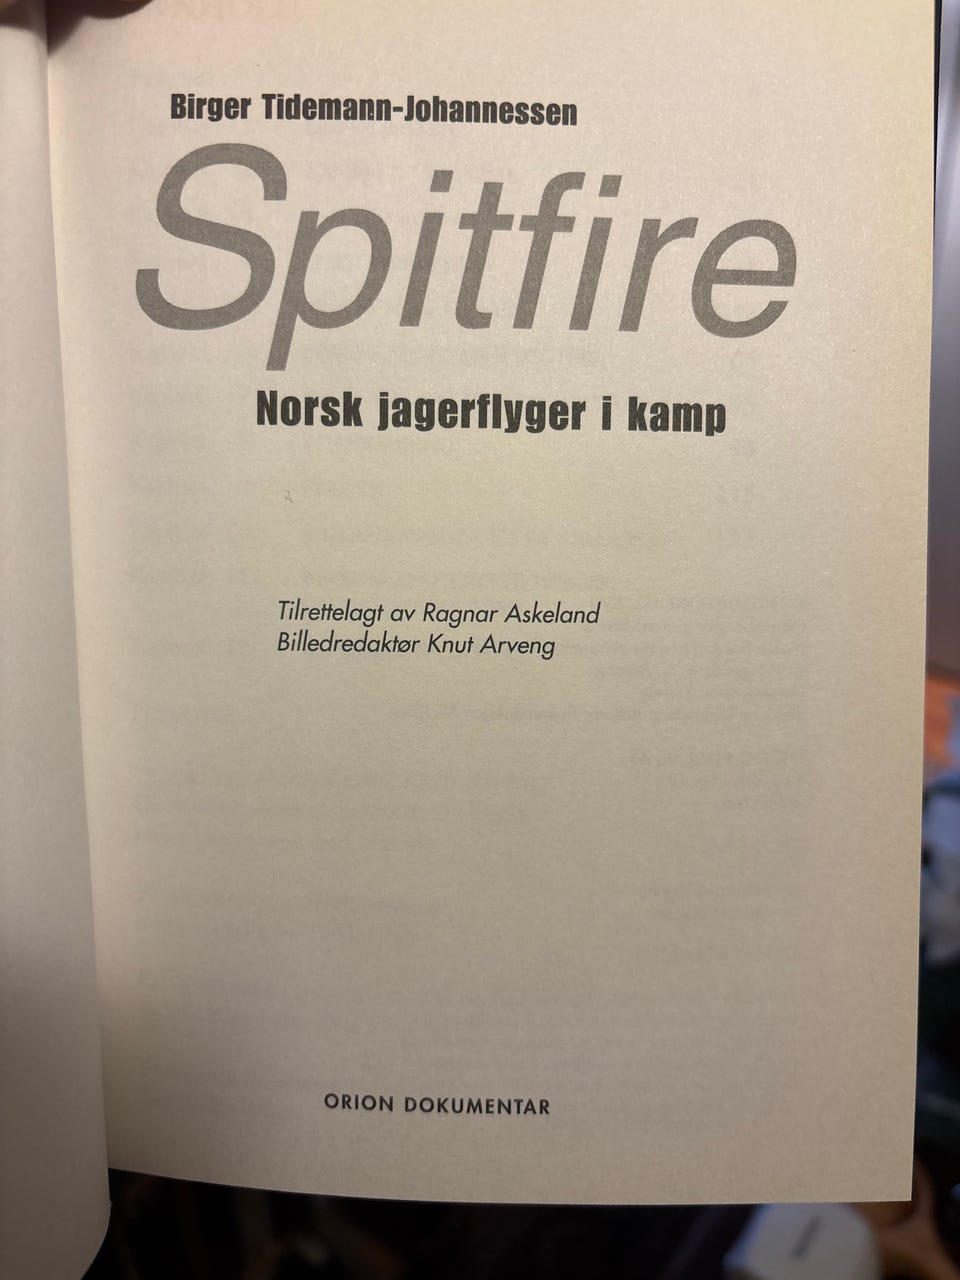 Birger Tidemann-Johannessen
Spitfire
Norsk jagerflyger i kamp
Tilrettelagt av Ragnar Askeland
Billedredaktør Knut Arveng
ORION DOKUMENTAR